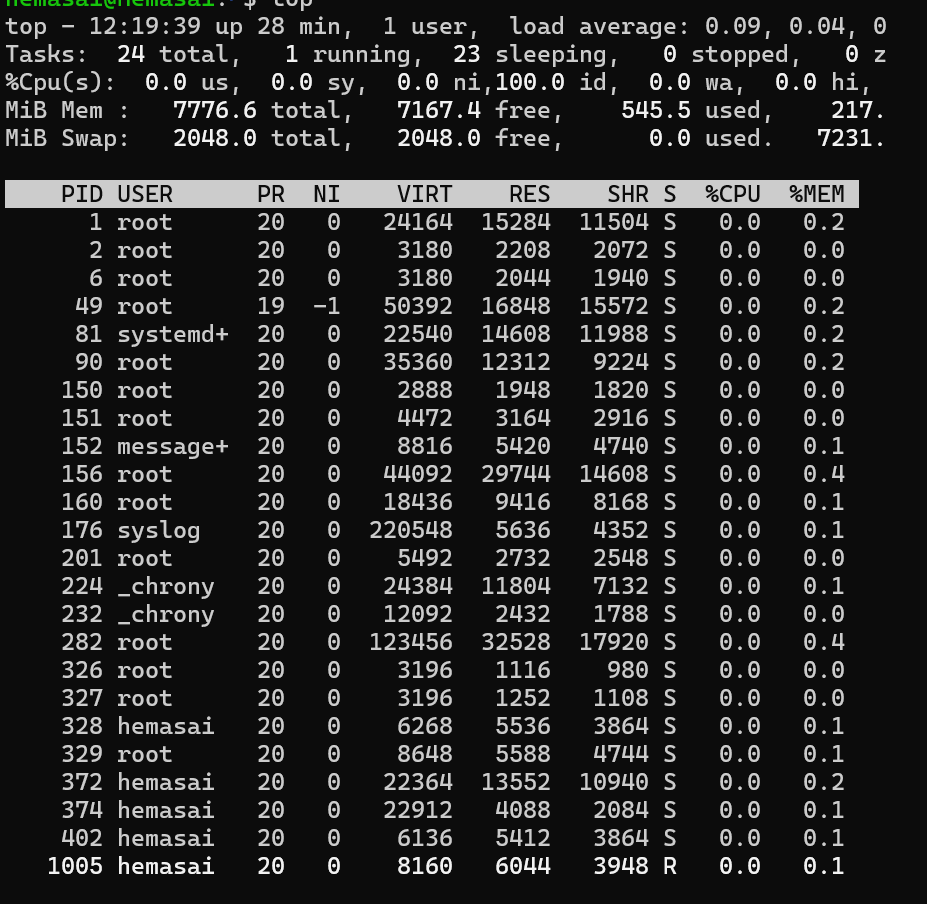 hemasai@hemasai:~$ top
top - 12:19:39 up 28 min,  1 user,  load average: 0.09, 0.04, 0
Tasks:  24 total,   1 running,  23 sleeping,   0 stopped,   0 z
%Cpu(s):  0.0 us,  0.0 sy,  0.0 ni,100.0 id,  0.0 wa,  0.0 hi,
MiB Mem :   7776.6 total,   7167.4 free,    545.5 used,    217.
MiB Swap:   2048.0 total,   2048.0 free,      0.0 used.   7231.
    PID USER      PR  NI    VIRT    RES    SHR S  %CPU  %MEM
      1 root      20   0   24164  15284  11504 S   0.0   0.2
      2 root      20   0    3180   2208   2072 S   0.0   0.0
      6 root      20   0    3180   2044   1940 S   0.0   0.0
     49 root      19  -1   50392  16848  15572 S   0.0   0.2
     81 systemd+  20   0   22540  14608  11988 S   0.0   0.2
     90 root      20   0   35360  12312   9224 S   0.0   0.2
    150 root      20   0    2888   1948   1820 S   0.0   0.0
    151 root      20   0    4472   3164   2916 S   0.0   0.0
    152 message+  20   0    8816   5420   4740 S   0.0   0.1
    156 root      20   0   44092  29744  14608 S   0.0   0.4
    160 root      20   0   18436   9416   8168 S   0.0   0.1
    176 syslog    20   0  220548   5636   4352 S   0.0   0.1
    201 root      20   0    5492   2732   2548 S   0.0   0.0
    224 _chrony   20   0   24384  11804   7132 S   0.0   0.1
    232 _chrony   20   0   12092   2432   1788 S   0.0   0.0
    282 root      20   0  123456  32528  17920 S   0.0   0.4
    326 root      20   0    3196   1116    980 S   0.0   0.0
    327 root      20   0    3196   1252   1108 S   0.0   0.0
    328 hemasai   20   0    6268   5536   3864 S   0.0   0.1
    329 root      20   0    8648   5588   4744 S   0.0   0.1
    372 hemasai   20   0   22364  13552  10940 S   0.0   0.2
    374 hemasai   20   0   22912   4088   2084 S   0.0   0.1
    402 hemasai   20   0    6136   5412   3864 S   0.0   0.1
   1005 hemasai   20   0    8160   6044   3948 R   0.0   0.1